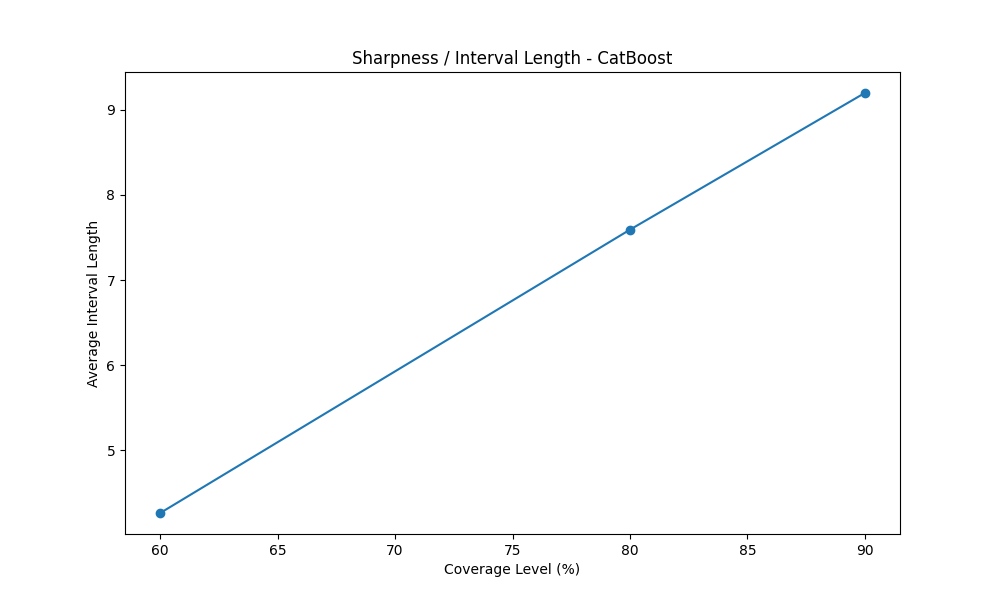 Sharpness / Interval Length - CatBoost
Average Interval Length
9
8
7
6
5
60 65 70 75 80 85 90
Coverage Level (%)